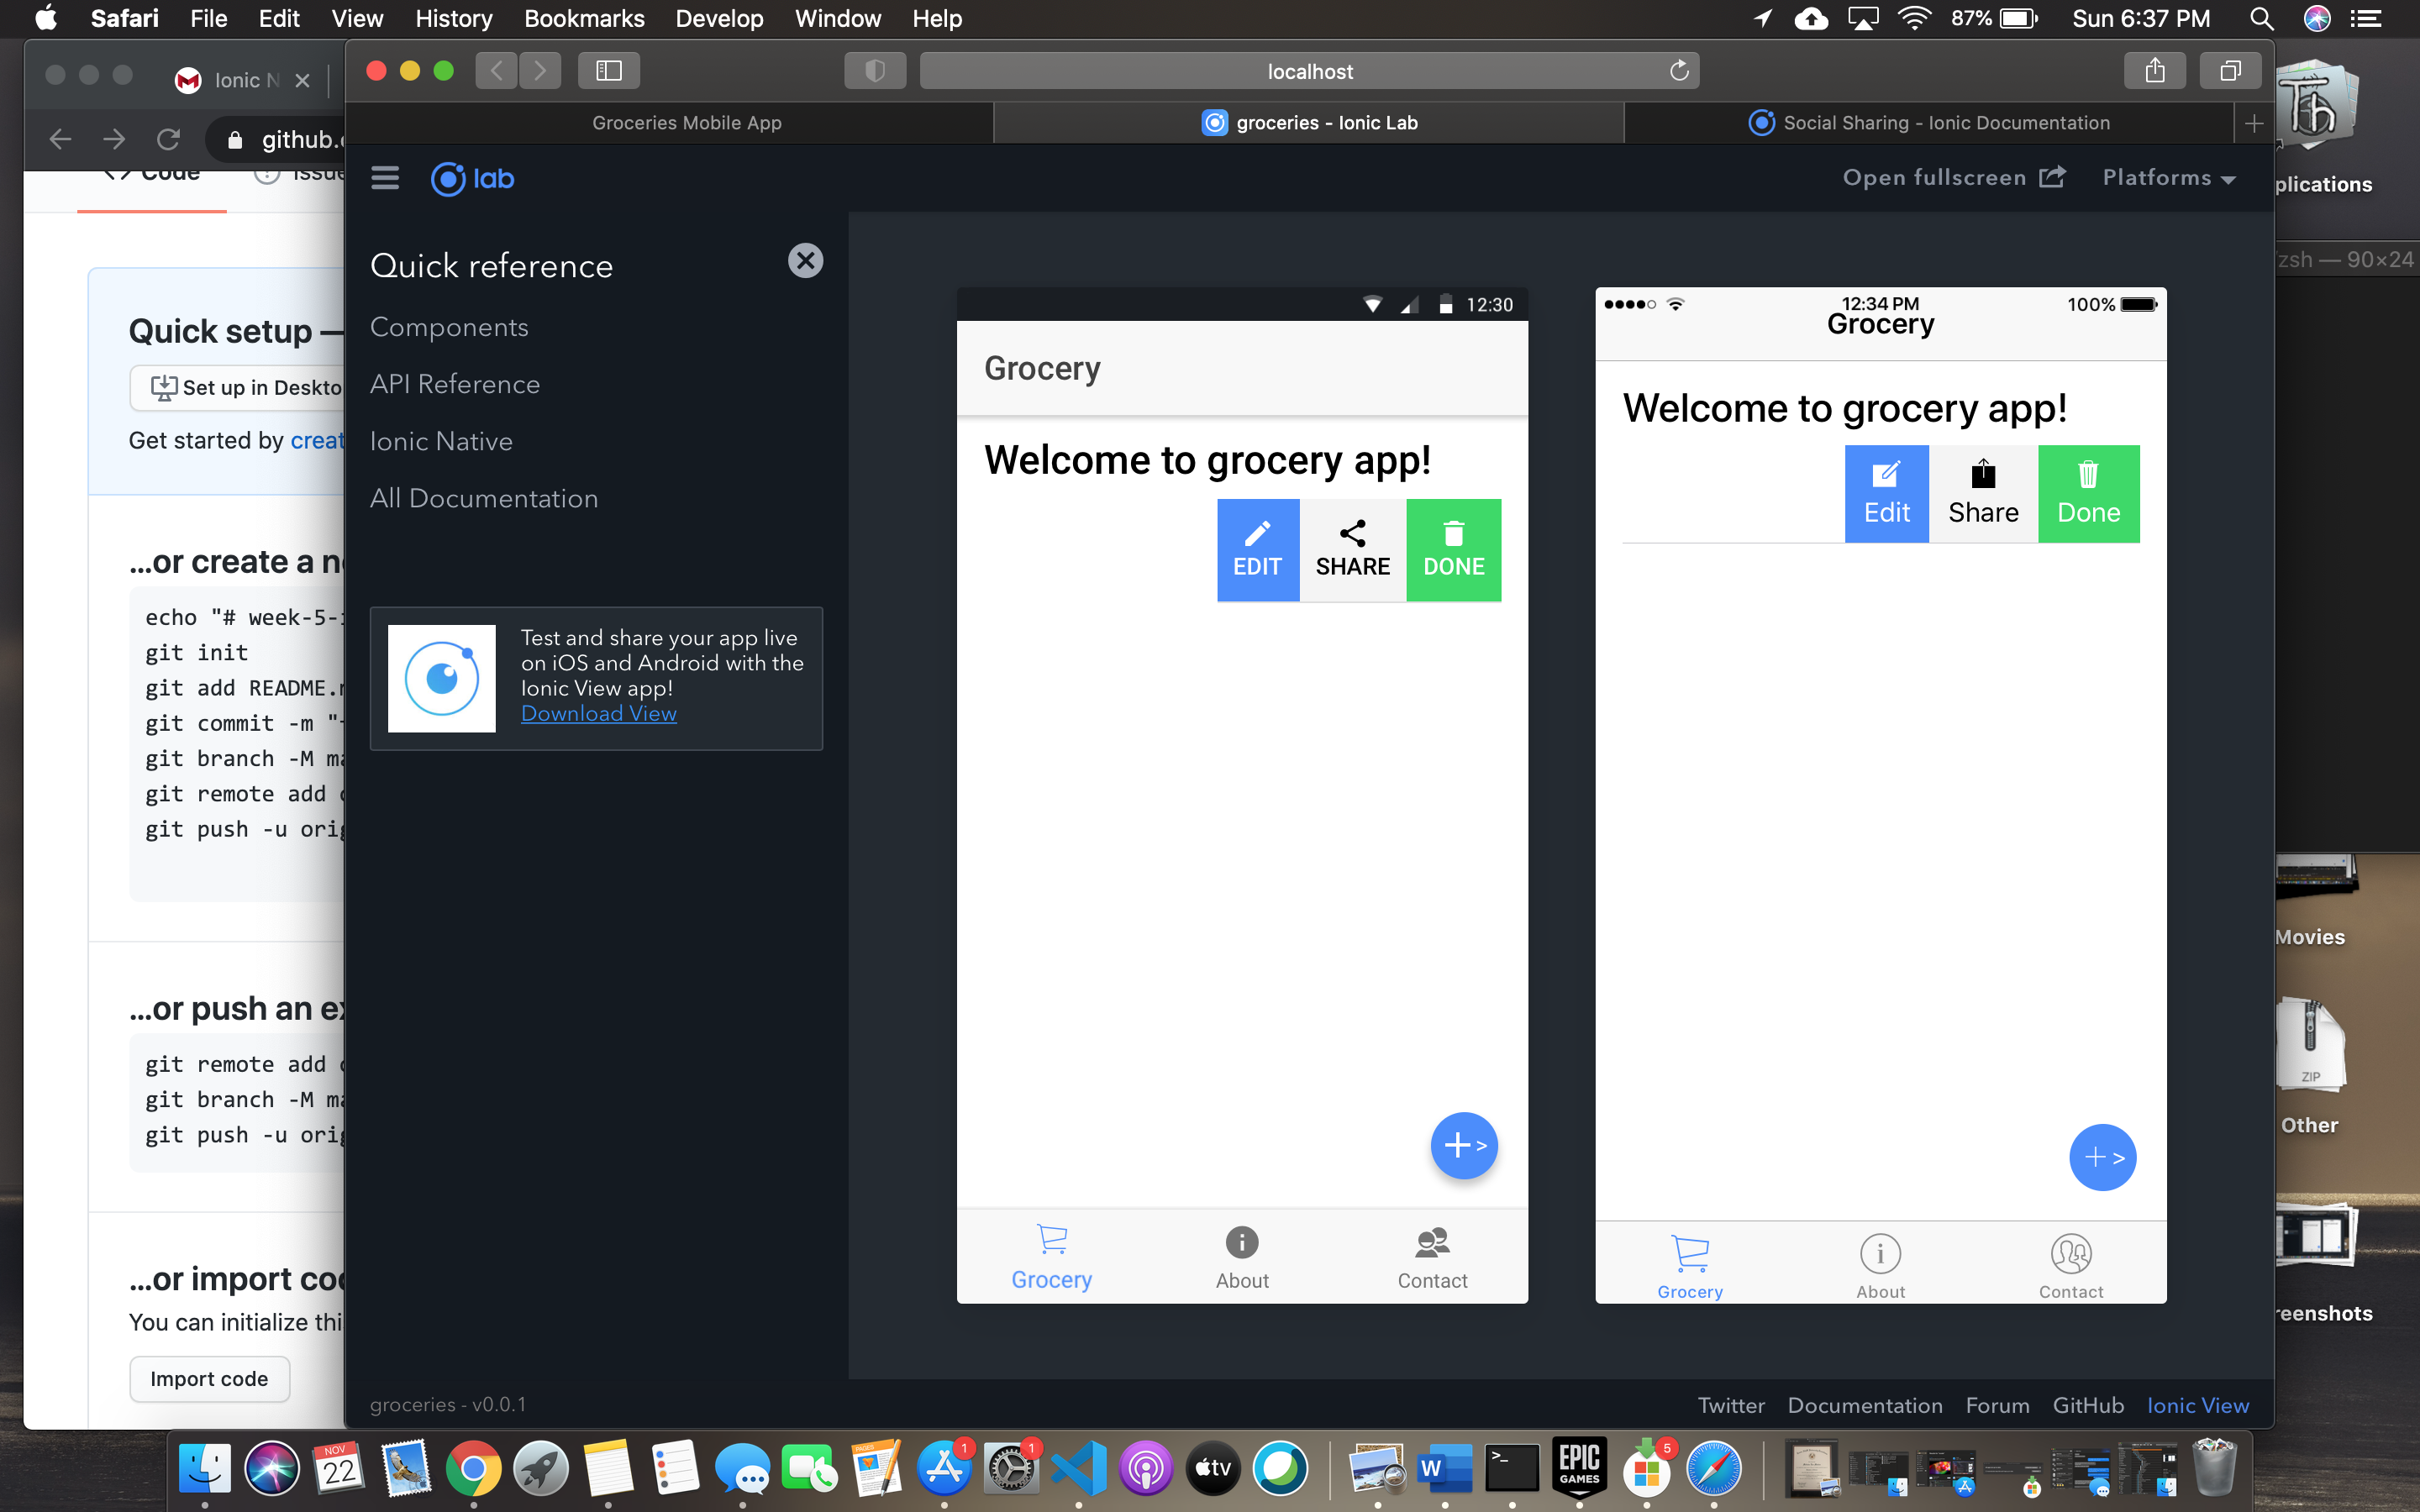 Safari File Edit View History Bookmarks Develop Window Help
87% Sun 6:37 PM
Ionic N
github.
Code
Issue
Quick setup —
Set up in Deskto
Get started by creat
...or create a n
echo "# week-5-
git init
git add README.
git commit -m "
git branch -M ma
git remote add
git push -u orig
...or push an ex
git remote add
git branch -M ma
git push -u orig
...or import co
You can initialize thi
Import code
localhost
Groceries Mobile App
groceries - Ionic Lab
Social Sharing - Ionic Documentation
lab
Open fullscreen
Platforms
Quick reference
Components
API Reference
Ionic Native
All Documentation
Test and share your app live
on iOS and Android with the
Ionic View app!
Download View
12:30
Grocery
Welcome to grocery app!
EDIT
SHARE
DONE
+ >
Grocery
About
Contact
12:34 PM
100%
Grocery
Welcome to grocery app!
Edit
Share
Done
+ >
Grocery
About
Contact
groceries - v0.0.1
Twitter Documentation Forum GitHub Ionic View
Th
plications
zsh — 90×24
Movies
ZIP
Other
reenshots
NOV
22
PAGES
1
1
tv
W
>_
EPIC
GAMES
5